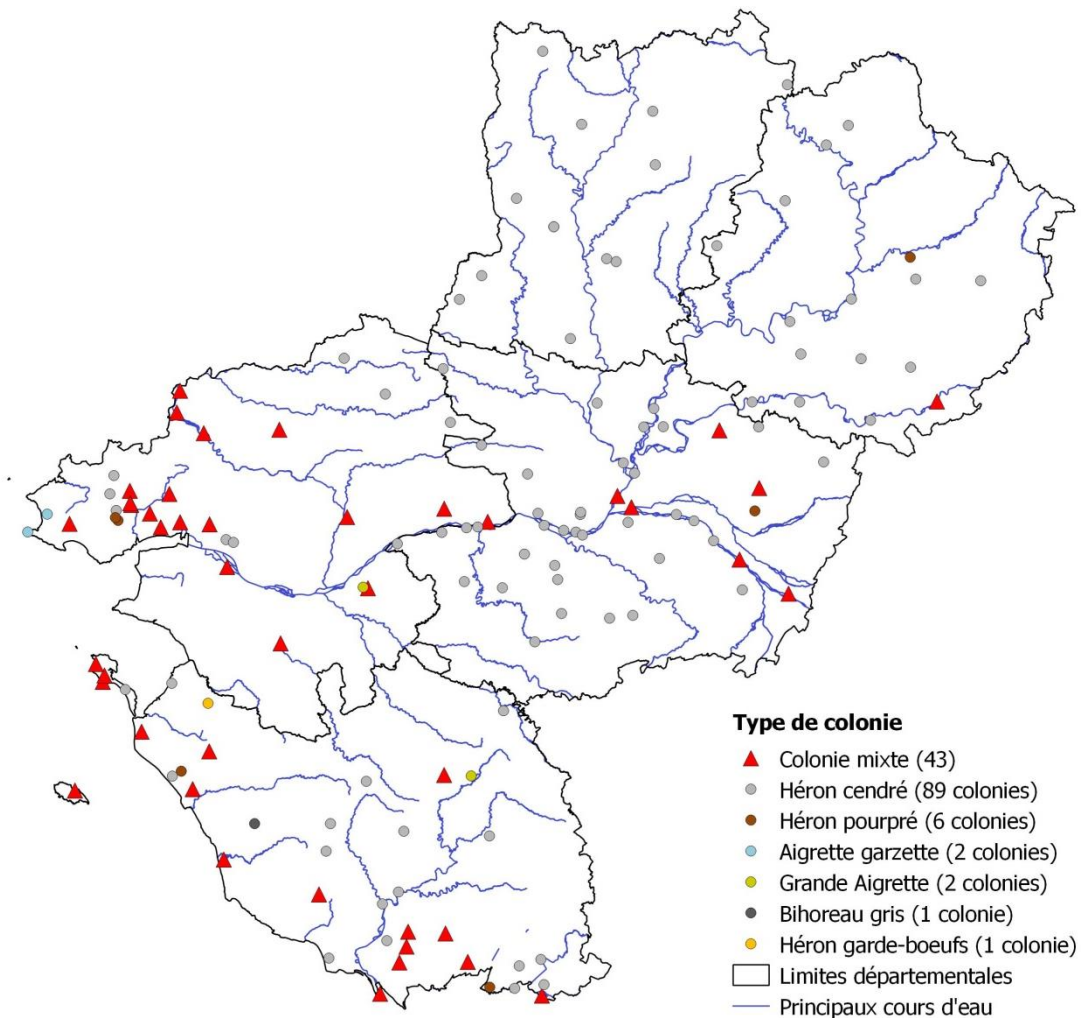 Type de colonie
Colonie mixte (43)
Héron cendré (89 colonies)
Héron pourpré (6 colonies)
Aigrette garzette (2 colonies)
Grande Aigrette (2 colonies)
Bihoreau gris (1 colonie)
Héron garde-boeufs (1 colonie)
Limites départementales
Principaux cours d'eau